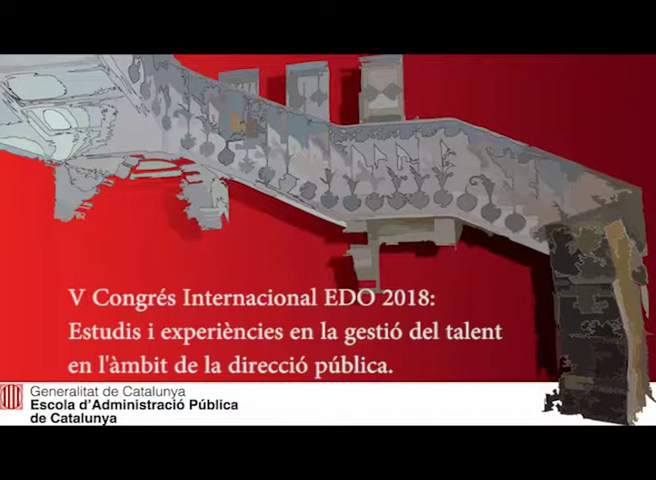 V Congrés Internacional EDO 2018:
Estudis i experiències en la gestió del talent
en l'àmbit de la direcció pública.
Generalitat de Catalunya
Escola d'Administració Pública
de Catalunya